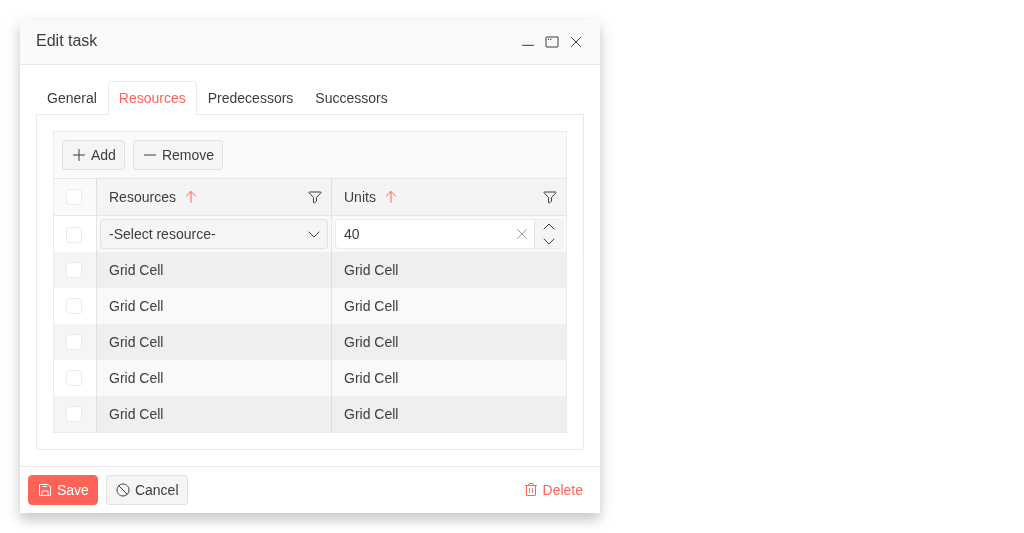 Edit task
General Resources Predecessors Successors
Add Remove
Resources Units
-Select resource- 40
Grid Cell Grid Cell
Grid Cell Grid Cell
Grid Cell Grid Cell
Grid Cell Grid Cell
Grid Cell Grid Cell
Save Cancel Delete